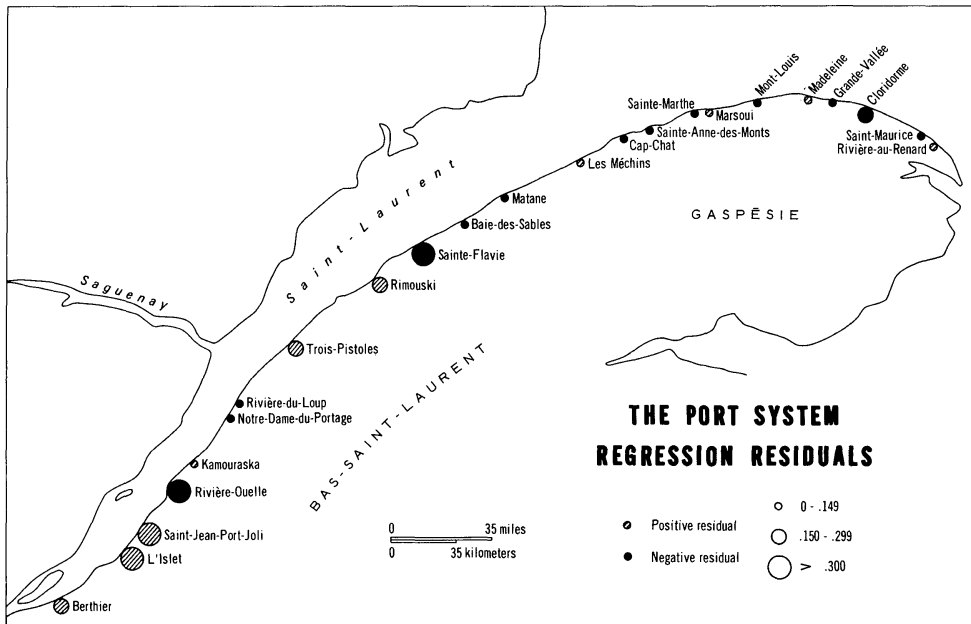 Mont-Louis
Madeleine
Grande-Vallée
Cloridorme
Sainte-Marthe
Marsoui
Sainte-Anne-des-Monts
Cap-Chat
Saint-Maurice
Rivière-au-Renard
Les Méchins
Matane
Baie-des-Sables
GASPÉSIE
Sainte-Flavie
Saint-Laurent
Rimouski
Saguenay
Trois-Pistoles
BAS-SAINT-LAURENT
Rivière-du-Loup
Notre-Dame-du-Portage
Kamouraska
Rivière-Ouelle
Saint-Jean-Port-Joli
L'Islet
Berthier
THE PORT SYSTEM
REGRESSION RESIDUALS
0 35 miles
0 35 kilometers
Positive residual
Negative residual
0 - .149
.150 - .299
> .300